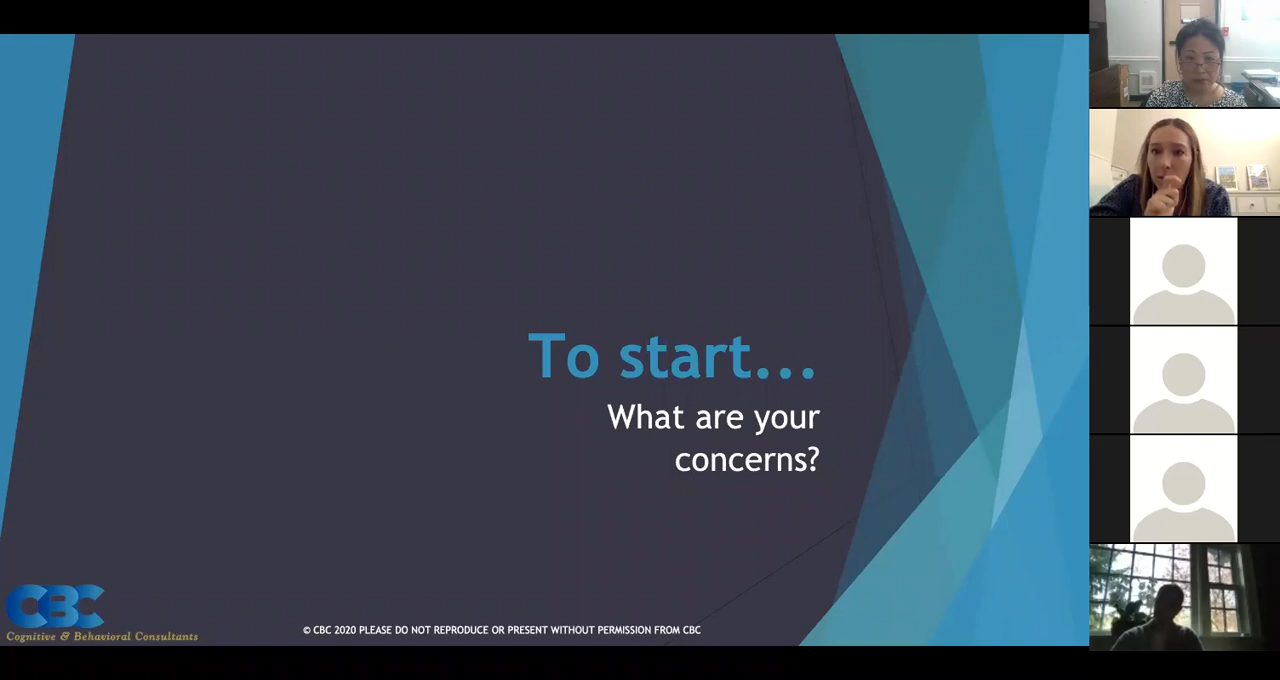 To start...
What are your
concerns?
CBC
Cognitive & Behavioral Consultants
© CBC 2020 PLEASE DO NOT REPRODUCE OR PRESENT WITHOUT PERMISSION FROM CBC